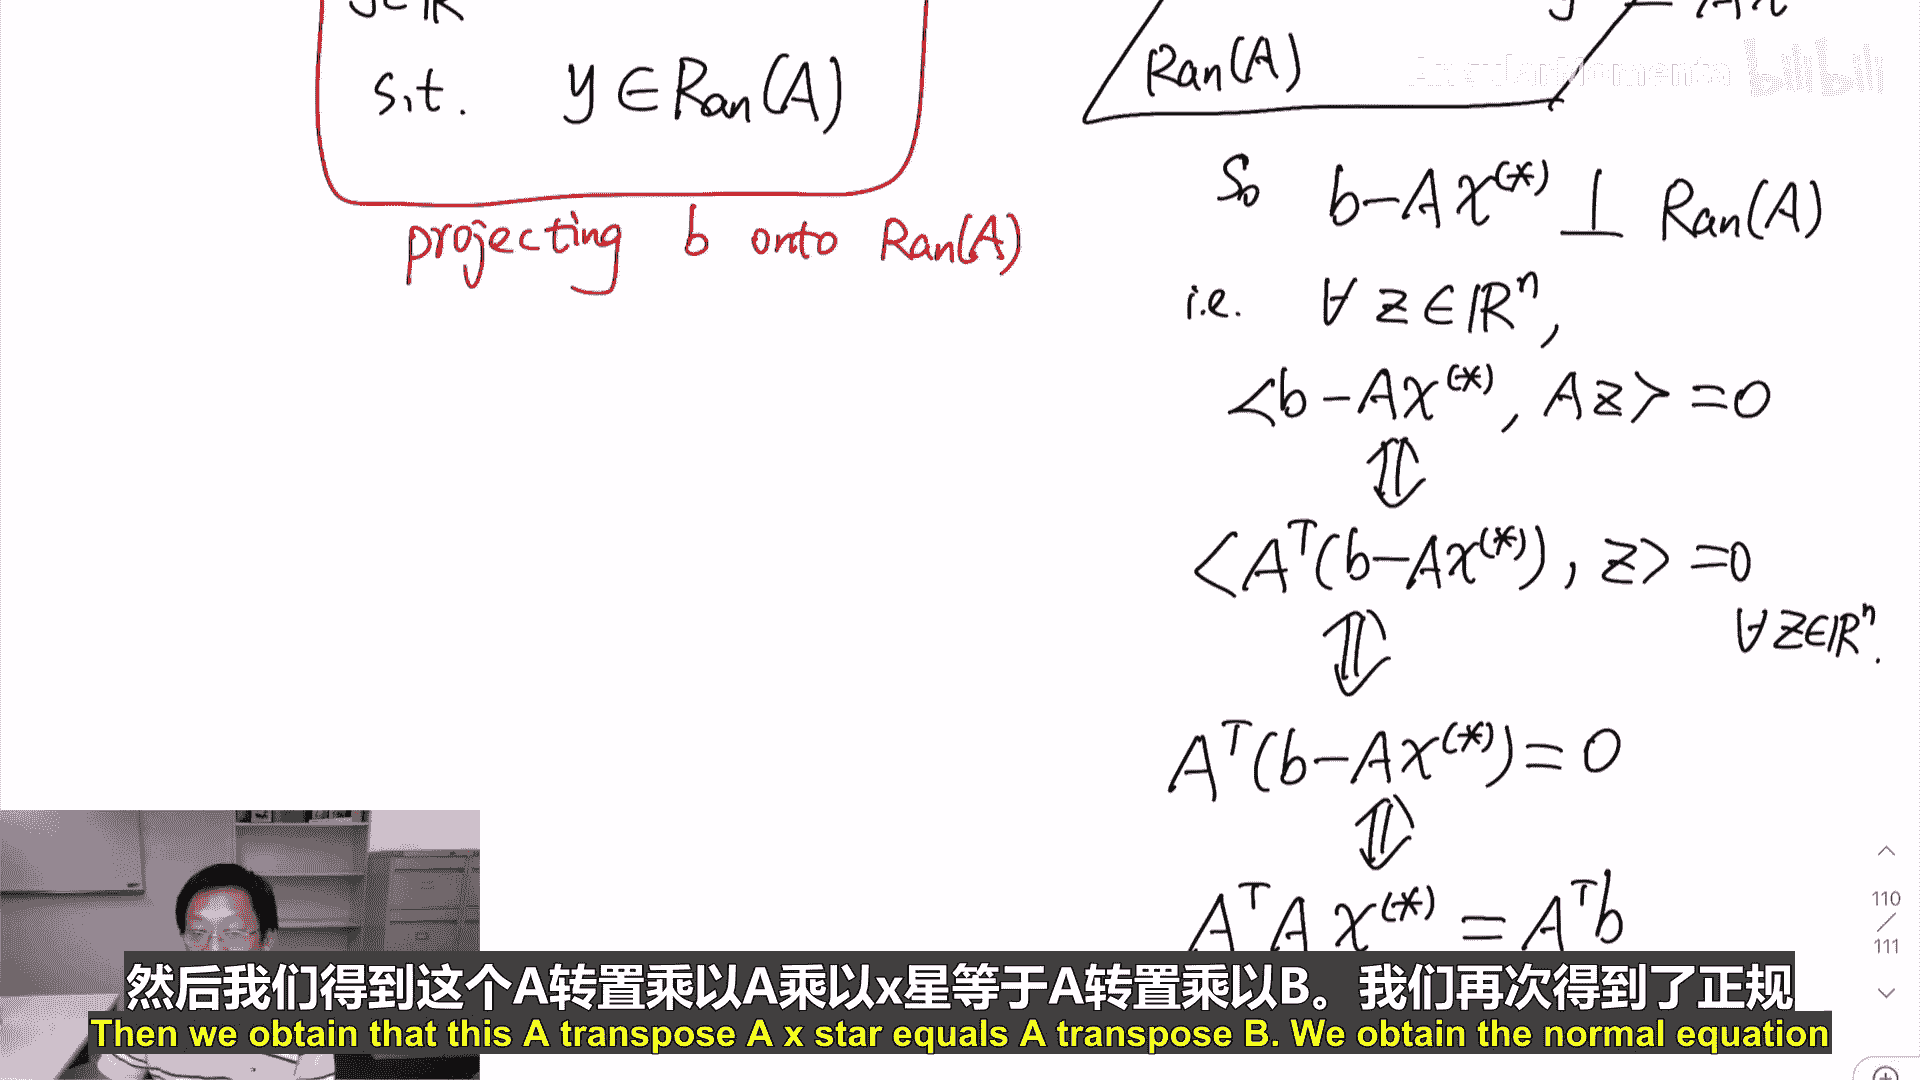 y∈ℝ
s.t. y ∈ Ran(A)
projecting b onto Ran(A)
y = Ax
Ran(A)
AngularMomenta bilibili
So b-Ax^(*) ⊥ Ran(A)
i.e. ∀ z ∈ ℝ^n,
<b-Ax^(*), Az> =0
⇕
<A^T(b-Ax^(*)), z> =0
∀ z∈ℝ^n.
⇕
A^T(b-Ax^(*)) = 0
⇕
A^T A x^(*) = A^T b
110
/
111
然后我们得到这个A转置乘以A乘以x星等于A转置乘以B。我们再次得到了正规
Then we obtain that this A transpose A x star equals A transpose B. We obtain the normal equation